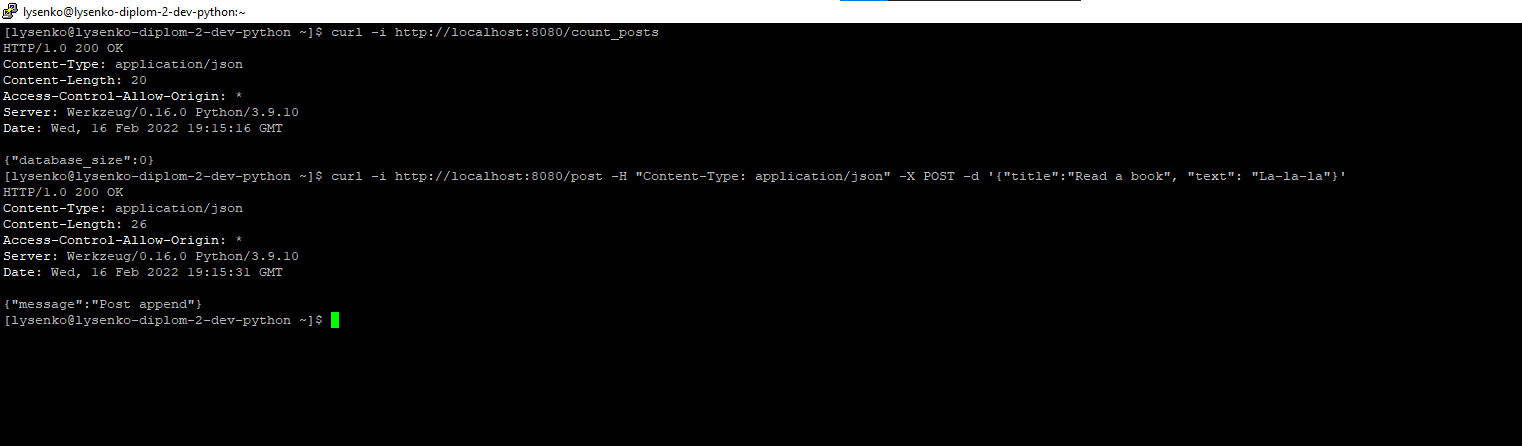 lysenko@lysenko-diplom-2-dev-python:~
[lysenko@lysenko-diplom-2-dev-python ~]$ curl -i http://localhost:8080/count_posts
HTTP/1.0 200 OK
Content-Type: application/json
Content-Length: 20
Access-Control-Allow-Origin: *
Server: Werkzeug/0.16.0 Python/3.9.10
Date: Wed, 16 Feb 2022 19:15:16 GMT
{"database_size":0}
[lysenko@lysenko-diplom-2-dev-python ~]$ curl -i http://localhost:8080/post -H "Content-Type: application/json" -X POST -d '{"title":"Read a book", "text": "La-la-la"}'
HTTP/1.0 200 OK
Content-Type: application/json
Content-Length: 26
Access-Control-Allow-Origin: *
Server: Werkzeug/0.16.0 Python/3.9.10
Date: Wed, 16 Feb 2022 19:15:31 GMT
{"message":"Post append"}
[lysenko@lysenko-diplom-2-dev-python ~]$